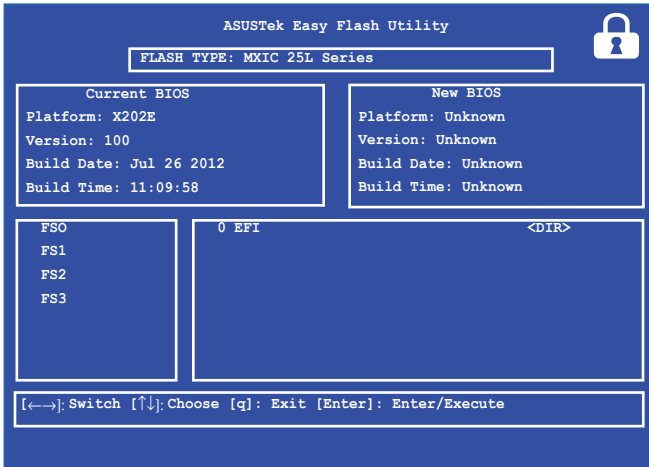 ASUSTek Easy Flash Utility
FLASH TYPE: MXIC 25L Series
Current BIOS
Platform: X202E
Version: 100
Build Date: Jul 26 2012
Build Time: 11:09:58
New BIOS
Platform: Unknown
Version: Unknown
Build Date: Unknown
Build Time: Unknown
FSO
FS1
FS2
FS3
0 EFI <DIR>
[←→]: Switch [↑↓]: Choose [q]: Exit [Enter]: Enter/Execute